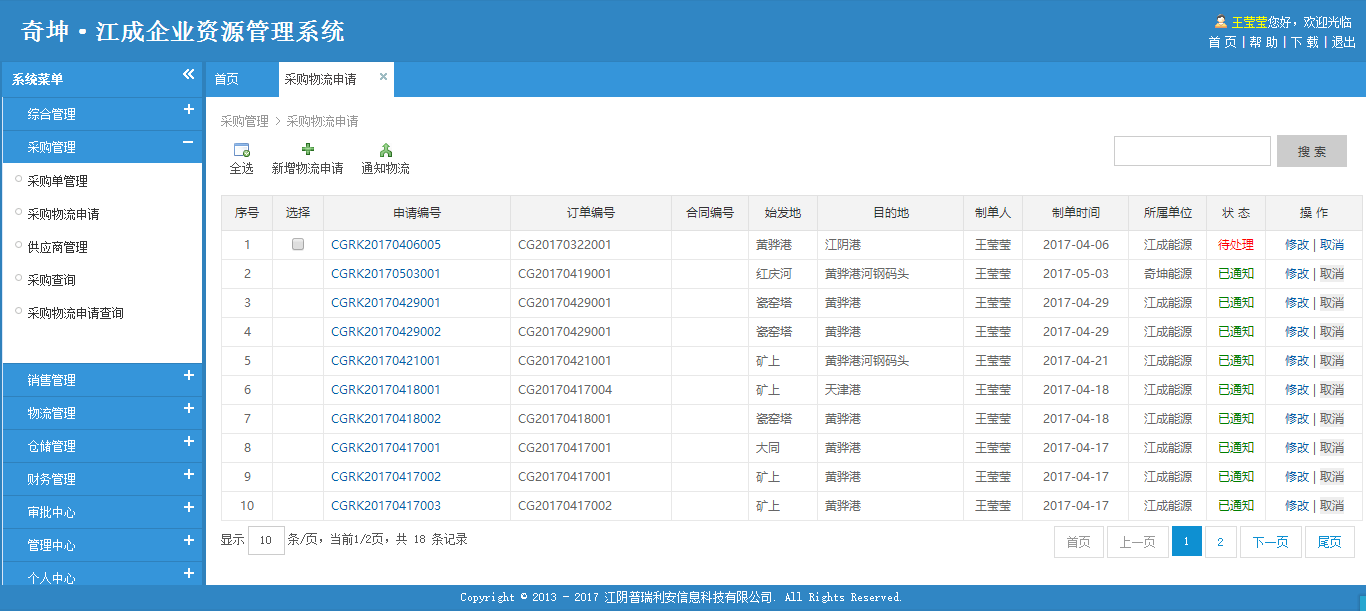 奇坤·江成企业资源管理系统
王莹莹您好，欢迎光临
首 页 | 帮 助 | 下 载 | 退出
系统菜单
首页 采购物流申请
综合管理
采购管理
采购单管理
采购物流申请
供应商管理
采购查询
采购物流申请查询
销售管理
物流管理
仓储管理
财务管理
审批中心
管理中心
个人中心
采购管理 > 采购物流申请
全选 新增物流申请 通知物流
搜 索
序号 选择 申请编号 订单编号 合同编号 始发地 目的地 制单人 制单时间 所属单位 状 态 操 作
1 CGRK20170406005 CG20170322001 黄骅港 江阴港 王莹莹 2017-04-06 江成能源 待处理 修改 | 取消
2 CGRK20170503001 CG20170419001 红庆河 黄骅港河钢码头 王莹莹 2017-05-03 奇坤能源 已通知 修改 | 取消
3 CGRK20170429001 CG20170429001 瓷窑塔 黄骅港 王莹莹 2017-04-29 江成能源 已通知 修改 | 取消
4 CGRK20170429002 CG20170429001 瓷窑塔 黄骅港 王莹莹 2017-04-29 江成能源 已通知 修改 | 取消
5 CGRK20170421001 CG20170421001 矿上 黄骅港河钢码头 王莹莹 2017-04-21 江成能源 已通知 修改 | 取消
6 CGRK20170418001 CG20170417004 矿上 天津港 王莹莹 2017-04-18 江成能源 已通知 修改 | 取消
7 CGRK20170418002 CG20170418001 瓷窑塔 黄骅港 王莹莹 2017-04-18 江成能源 已通知 修改 | 取消
8 CGRK20170417001 CG20170417001 大同 黄骅港 王莹莹 2017-04-17 江成能源 已通知 修改 | 取消
9 CGRK20170417002 CG20170417001 矿上 黄骅港 王莹莹 2017-04-17 江成能源 已通知 修改 | 取消
10 CGRK20170417003 CG20170417002 矿上 黄骅港 王莹莹 2017-04-17 江成能源 已通知 修改 | 取消
显示 10 条/页，当前1/2页，共 18 条记录
首页 上一页 1 2 下一页 尾页
Copyright © 2013 - 2017 江阴普瑞利安信息科技有限公司. All Rights Reserved.